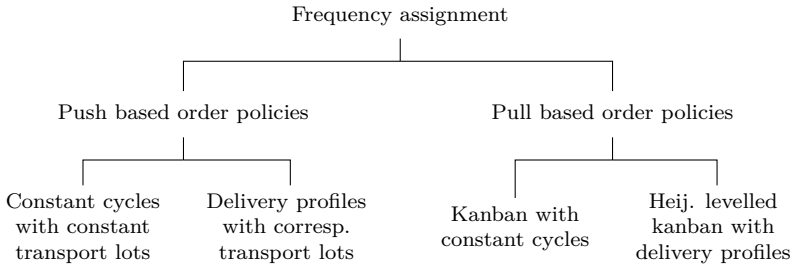 Frequency assignment
Push based order policies
Pull based order policies
Constant cycles
with constant
transport lots
Delivery profiles
with corresp.
transport lots
Kanban with
constant cycles
Heij. levelled
kanban with
delivery profiles